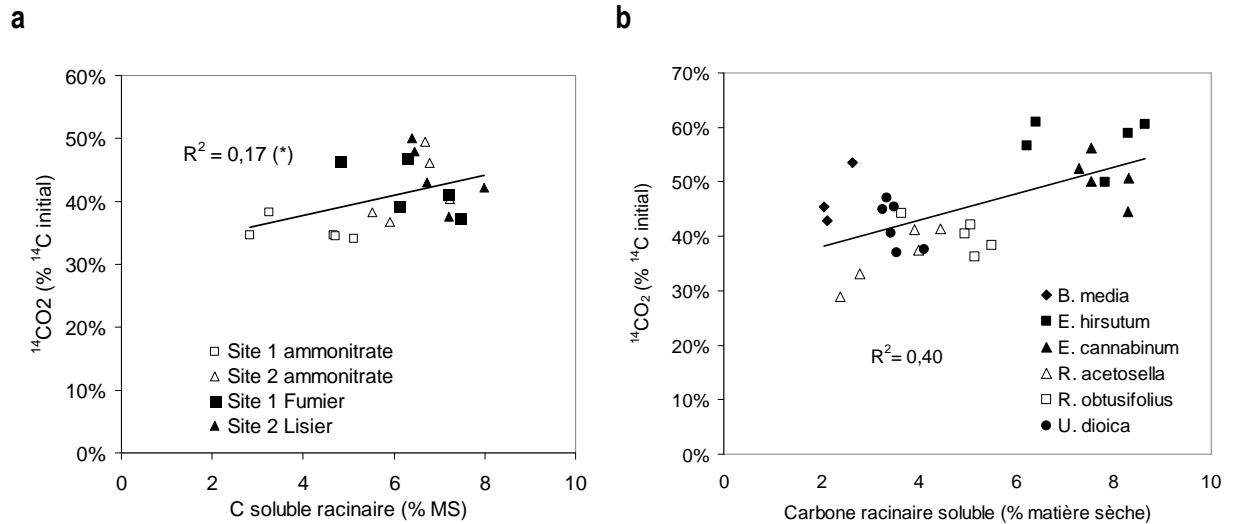 a
60%
50%
40%
30%
20%
10%
0%
0 2 4 6 8 10
¹⁴CO2 (% ¹⁴C initial)
C soluble racinaire (% MS)
R² = 0,17 (*)
Site 1 ammonitrate
Site 2 ammonitrate
Site 1 Fumier
Site 2 Lisier
b
70%
60%
50%
40%
30%
20%
10%
0%
0 2 4 6 8 10
¹⁴CO₂ (% ¹⁴C initial)
Carbone racinaire soluble (% matière sèche)
R²= 0,40
B. media
E. hirsutum
E. cannabinum
R. acetosella
R. obtusifolius
U. dioica